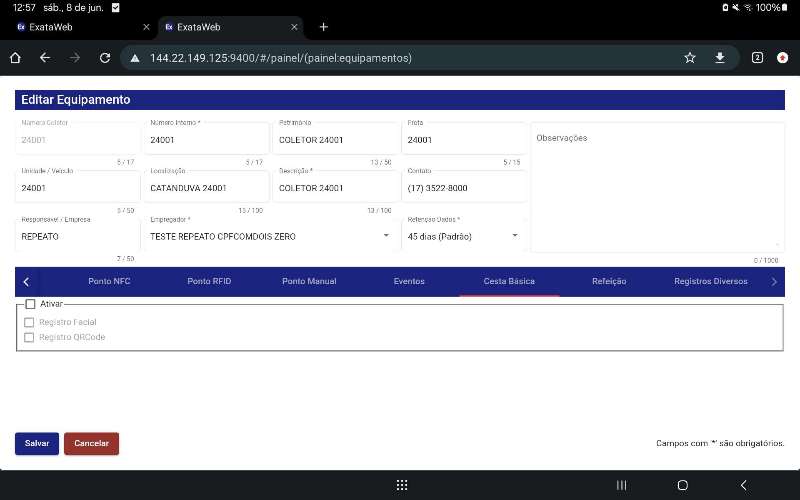 12:57 sáb., 8 de jun.
100%
Ex ExataWeb
Ex ExataWeb
144.22.149.125:9400/#/painel/(painel:equipamentos)
2
Editar Equipamento
Número Coletor
24001
5 / 17
Número Interno *
24001
5 / 17
Patrimônio
COLETOR 24001
13 / 50
Frota
24001
5 / 15
Observações
0 / 1000
Unidade / Veículo
24001
5 / 50
Localização
CATANDUVA 24001
15 / 100
Descrição *
COLETOR 24001
13 / 100
Contato
(17) 3522-8000
Responsável / Empresa
REPEATO
7 / 50
Empregador *
TESTE REPEATO CPFCOMDOIS ZERO
Retenção Dados *
45 dias (Padrão)
Ponto NFC
Ponto RFID
Ponto Manual
Eventos
Cesta Básica
Refeição
Registros Diversos
Ativar
Registro Facial
Registro QRCode
Salvar
Cancelar
Campos com '*' são obrigatórios.